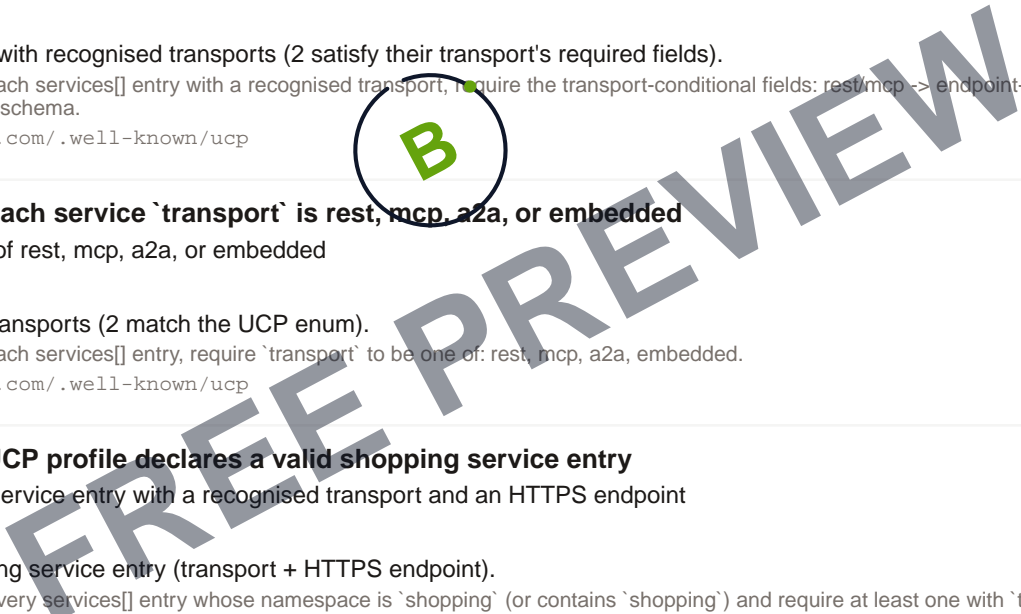 with recognised transports (2 satisfy their transport's required fields).
ach services[] entry with a recognised transport, require the transport-conditional fields: rest/mcp -> endpoint-
schema.
.com/.well-known/ucp
B
ach service `transport` is rest, mcp, a2a, or embedded
of rest, mcp, a2a, or embedded
ansports (2 match the UCP enum).
ach services[] entry, require `transport` to be one of: rest, mcp, a2a, embedded.
.com/.well-known/ucp
UCP profile declares a valid shopping service entry
ervice entry with a recognised transport and an HTTPS endpoint
ng service entry (transport + HTTPS endpoint).
very services[] entry whose namespace is `shopping` (or contains `shopping`) and require at least one with `t
FREE PREVIEW